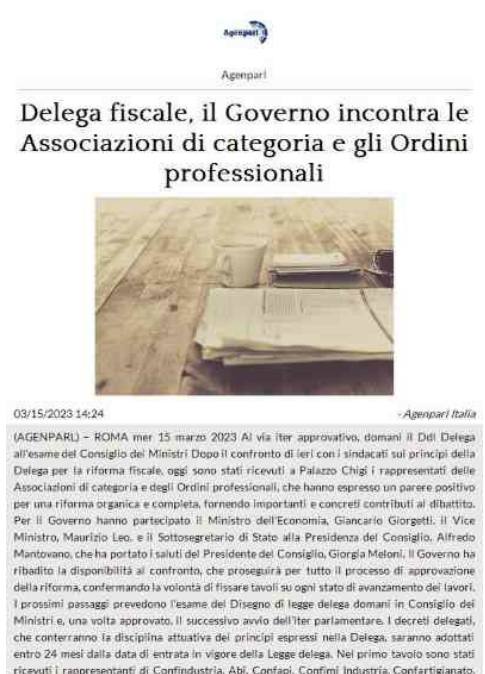 Agenparl
Agenparl
Delega fiscale, il Governo incontra le
Associazioni di categoria e gli Ordini
professionali
03/15/2023 14:24
- Agenparl Italia
(AGENPARL) – ROMA mer 15 marzo 2023 Al via iter approvativo, domani il Ddl Delega
all'esame del Consiglio dei Ministri Dopo il confronto di ieri con i sindacati sui principi della
Delega per la riforma fiscale, oggi sono stati ricevuti a Palazzo Chigi i rappresentati delle
Associazioni di categoria e degli Ordini professionali, che hanno espresso un parere positivo
per una riforma organica e completa, fornendo importanti e concreti contributi al dibattito.
Per il Governo hanno partecipato il Ministro dell'Economia, Giancarlo Giorgetti, il Vice
Ministro, Maurizio Leo, e il Sottosegretario di Stato alla Presidenza del Consiglio, Alfredo
Mantovano, che ha portato i saluti del Presidente del Consiglio, Giorgia Meloni. Il Governo ha
ribadito la disponibilità al confronto, che proseguirà per tutto il processo di approvazione
della riforma, confermando la volontà di fissare tavoli su ogni stato di avanzamento dei lavori.
I prossimi passaggi prevedono l'esame del Disegno di legge delega domani in Consiglio dei
Ministri e, una volta approvato, il successivo avvio dell'iter parlamentare. I decreti delegati,
che conterranno la disciplina attuativa dei principi espressi nella Delega, saranno adottati
entro 24 mesi dalla data di entrata in vigore della Legge delega. Nel primo tavolo sono stati
ricevuti i rappresentanti di Confindustria, Abi, Confapi, Confimi Industria, Confartigianato,